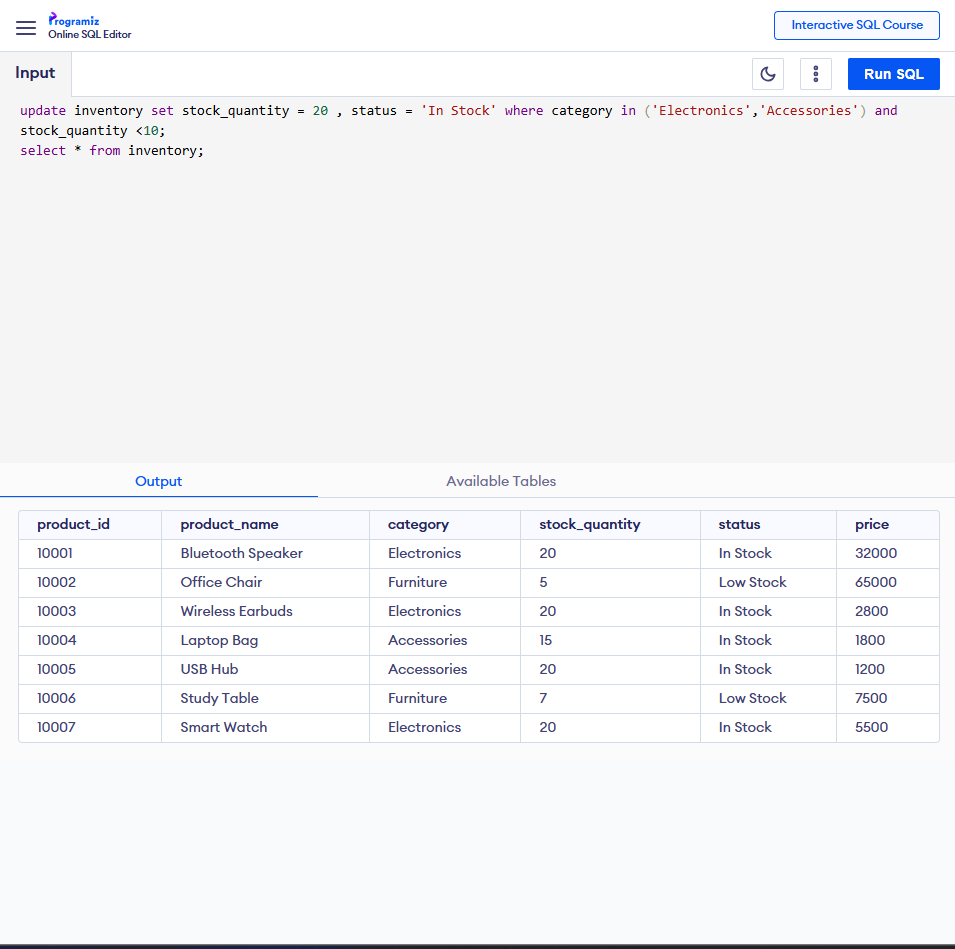 Programiz
Online SQL Editor
Interactive SQL Course
Input
Run SQL
update inventory set stock_quantity = 20 , status = 'In Stock' where category in ('Electronics','Accessories') and
stock_quantity <10;
select * from inventory;
Output Available Tables
product_id product_name category stock_quantity status price
10001 Bluetooth Speaker Electronics 20 In Stock 32000
10002 Office Chair Furniture 5 Low Stock 65000
10003 Wireless Earbuds Electronics 20 In Stock 2800
10004 Laptop Bag Accessories 15 In Stock 1800
10005 USB Hub Accessories 20 In Stock 1200
10006 Study Table Furniture 7 Low Stock 7500
10007 Smart Watch Electronics 20 In Stock 5500